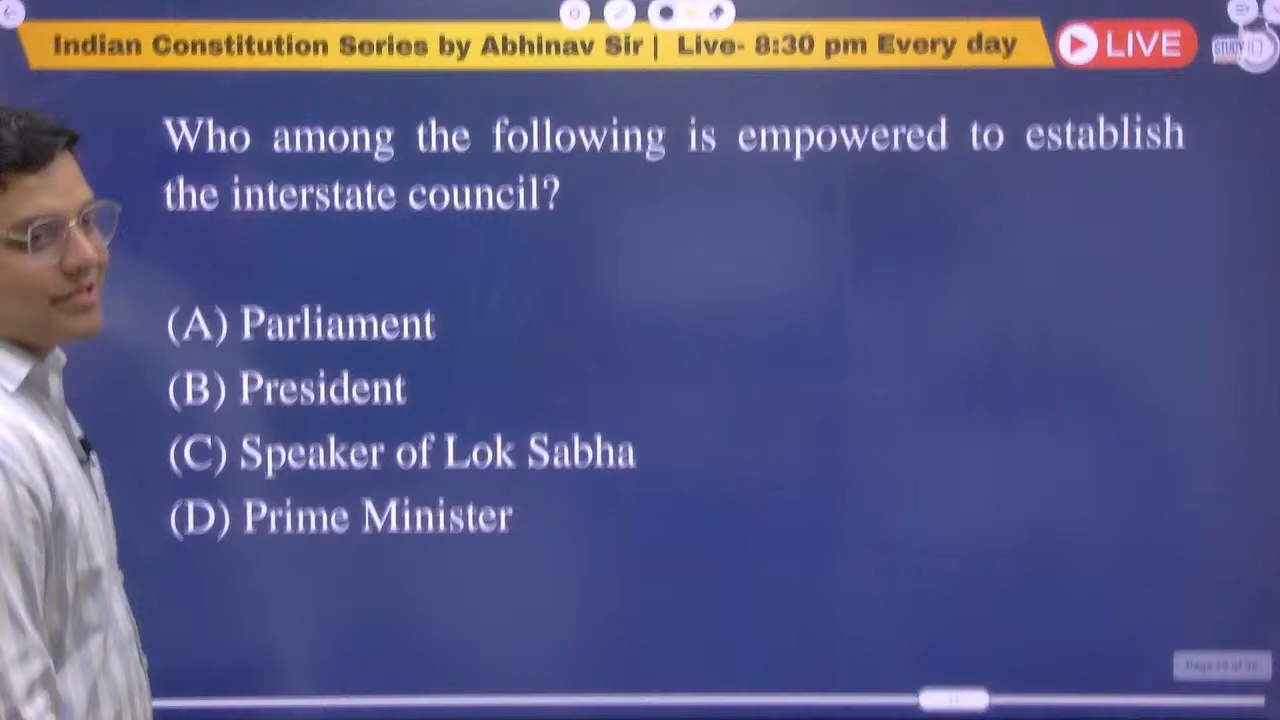 Indian Constitution Series by Abhinav Sir | Live- 8:30 pm Every day
LIVE
STUDY
Who among the following is empowered to establish
the interstate council?
(A) Parliament
(B) President
(C) Speaker of Lok Sabha
(D) Prime Minister